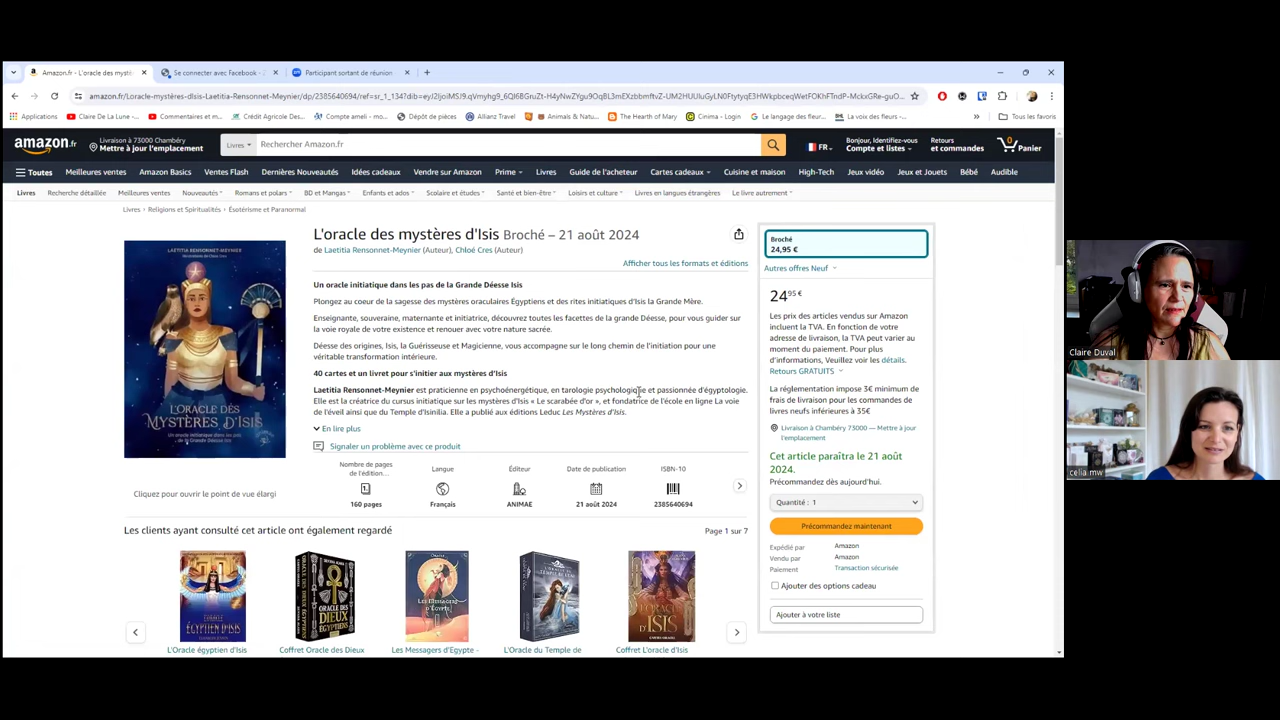 Amazon.fr - L'oracle des mysté
Se connecter avec Facebook -
Participant sortant de réunion
Applications
Claire De La Lune -
Commentaires et m...
Crédit Agricole Des...
Compte ameli - mo...
Dépôt de pièces
Allianz Travel
Animals & Natu...
The Hearth of Mary
Cinima - Login
Le langage des fleur...
La voix des fleurs -...
Tous les favoris
amazon.fr
Livraison à 73000 Chambéry
Mettre à jour l'emplacement
Livres
Rechercher Amazon.fr
FR
Bonjour, Identifiez-vous
Compte et listes
Retours
et commandes
0
Panier
Toutes
Meilleures ventes
Amazon Basics
Ventes Flash
Dernières Nouveautés
Idées cadeaux
Vendre sur Amazon
Prime
Livres
Guide de l'acheteur
Cartes cadeaux
Cuisine et maison
High-Tech
Jeux vidéo
Jeux et Jouets
Bébé
Audible
Livres
Recherche détaillée
Meilleures ventes
Nouveautés
Romans et polars
BD et Mangas
Enfants et ados
Scolaire et études
Santé et bien-être
Loisirs et culture
Livres en langues étrangères
Le livre autrement
Livres › Religions et Spiritualités › Ésotérisme et Paranormal
LAETITIA RENSONNET-MEYNIER
L'ORACLE DES
MYSTÈRES D'ISIS
Un oracle initiatique dans les pas de la Grande Déesse Isis
Cliquez pour ouvrir le point de vue élargi
L'oracle des mystères d'Isis Broché – 21 août 2024
de Laetitia Rensonnet-Meynier (Auteur), Chloé Cres (Auteur)
Afficher tous les formats et éditions
Un oracle initiatique dans les pas de la Grande Déesse Isis
Plongez au coeur de la sagesse des mystères oraculaires Égyptiens et des rites initiatiques d'Isis la Grande Mère.
Enseignante, souveraine, maternante et initiatrice, découvrez toutes les facettes de la grande Déesse, pour vous guider sur
la voie royale de votre existence et renouer avec votre nature sacrée.
Déesse des origines, Isis, la Guérisseuse et Magicienne, vous accompagne sur le long chemin de l'initiation pour une
véritable transformation intérieure.
40 cartes et un livret pour s'initier aux mystères d'Isis
Laetitia Rensonnet-Meynier est praticienne en psychoénergétique, en tarologie psychologique et passionnée d'égyptologie.
Elle est la créatrice du cursus initiatique sur les mystères d'Isis « Le scarabée d'or », et fondatrice de l'école en ligne La voie
de l'éveil ainsi que du Temple d'Isinilia. Elle a publié aux éditions Leduc Les Mystères d'Isis.
En lire plus
Signaler un problème avec ce produit
Nombre de pages
de l'édition...
160 pages
Langue
Français
Éditeur
ANIMAE
Date de publication
21 août 2024
ISBN-10
2385640694
Broché
24,95 €
Autres offres Neuf
24 95 €
Les prix des articles vendus sur Amazon
incluent la TVA. En fonction de votre
adresse de livraison, la TVA peut varier au
moment du paiement. Pour plus
d'informations, Veuillez voir les détails.
Retours GRATUITS
La réglementation impose 3€ minimum de
frais de livraison pour les commandes de
livres neufs inférieures à 35€
Livraison à Chambéry 73000 — Mettre à jour
l'emplacement
Cet article paraîtra le 21 août
2024.
Précommandez dès aujourd'hui.
Quantité : 1
Précommandez maintenant
Expédié par Amazon
Vendu par Amazon
Paiement Transaction sécurisée
Ajouter des options cadeau
Ajouter à votre liste
Les clients ayant consulté cet article ont également regardé
Page 1 sur 7
L'Oracle égyptien d'Isis
Coffret Oracle des Dieux
Les Messagers d'Egypte -
L'Oracle du Temple de
Coffret L'oracle d'Isis
Claire Duval
celia mw